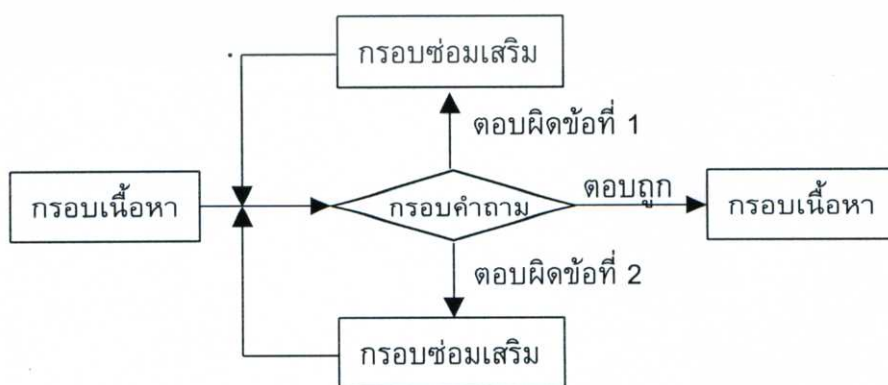 กรอบซ่อมเสริม
ตอบผิดข้อที่ 1
กรอบเนื้อหา
กรอบคำถาม
ตอบถูก
กรอบเนื้อหา
ตอบผิดข้อที่ 2
กรอบซ่อมเสริม